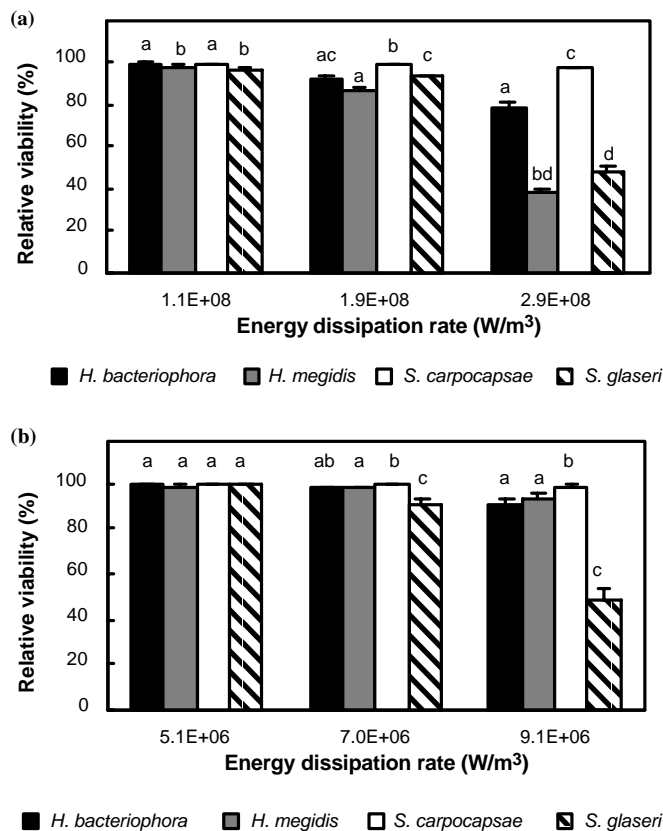 (a)
a b a b
ac a b c
a bd c d
Relative viability (%)
100
80
60
40
20
0
1.1E+08 1.9E+08 2.9E+08
Energy dissipation rate (W/m³)
H. bacteriophora H. megidis S. carpocapsae S. glaseri
(b)
a a a a
ab a b c
a a b c
Relative viability (%)
100
80
60
40
20
0
5.1E+06 7.0E+06 9.1E+06
Energy dissipation rate (W/m³)
H. bacteriophora H. megidis S. carpocapsae S. glaseri